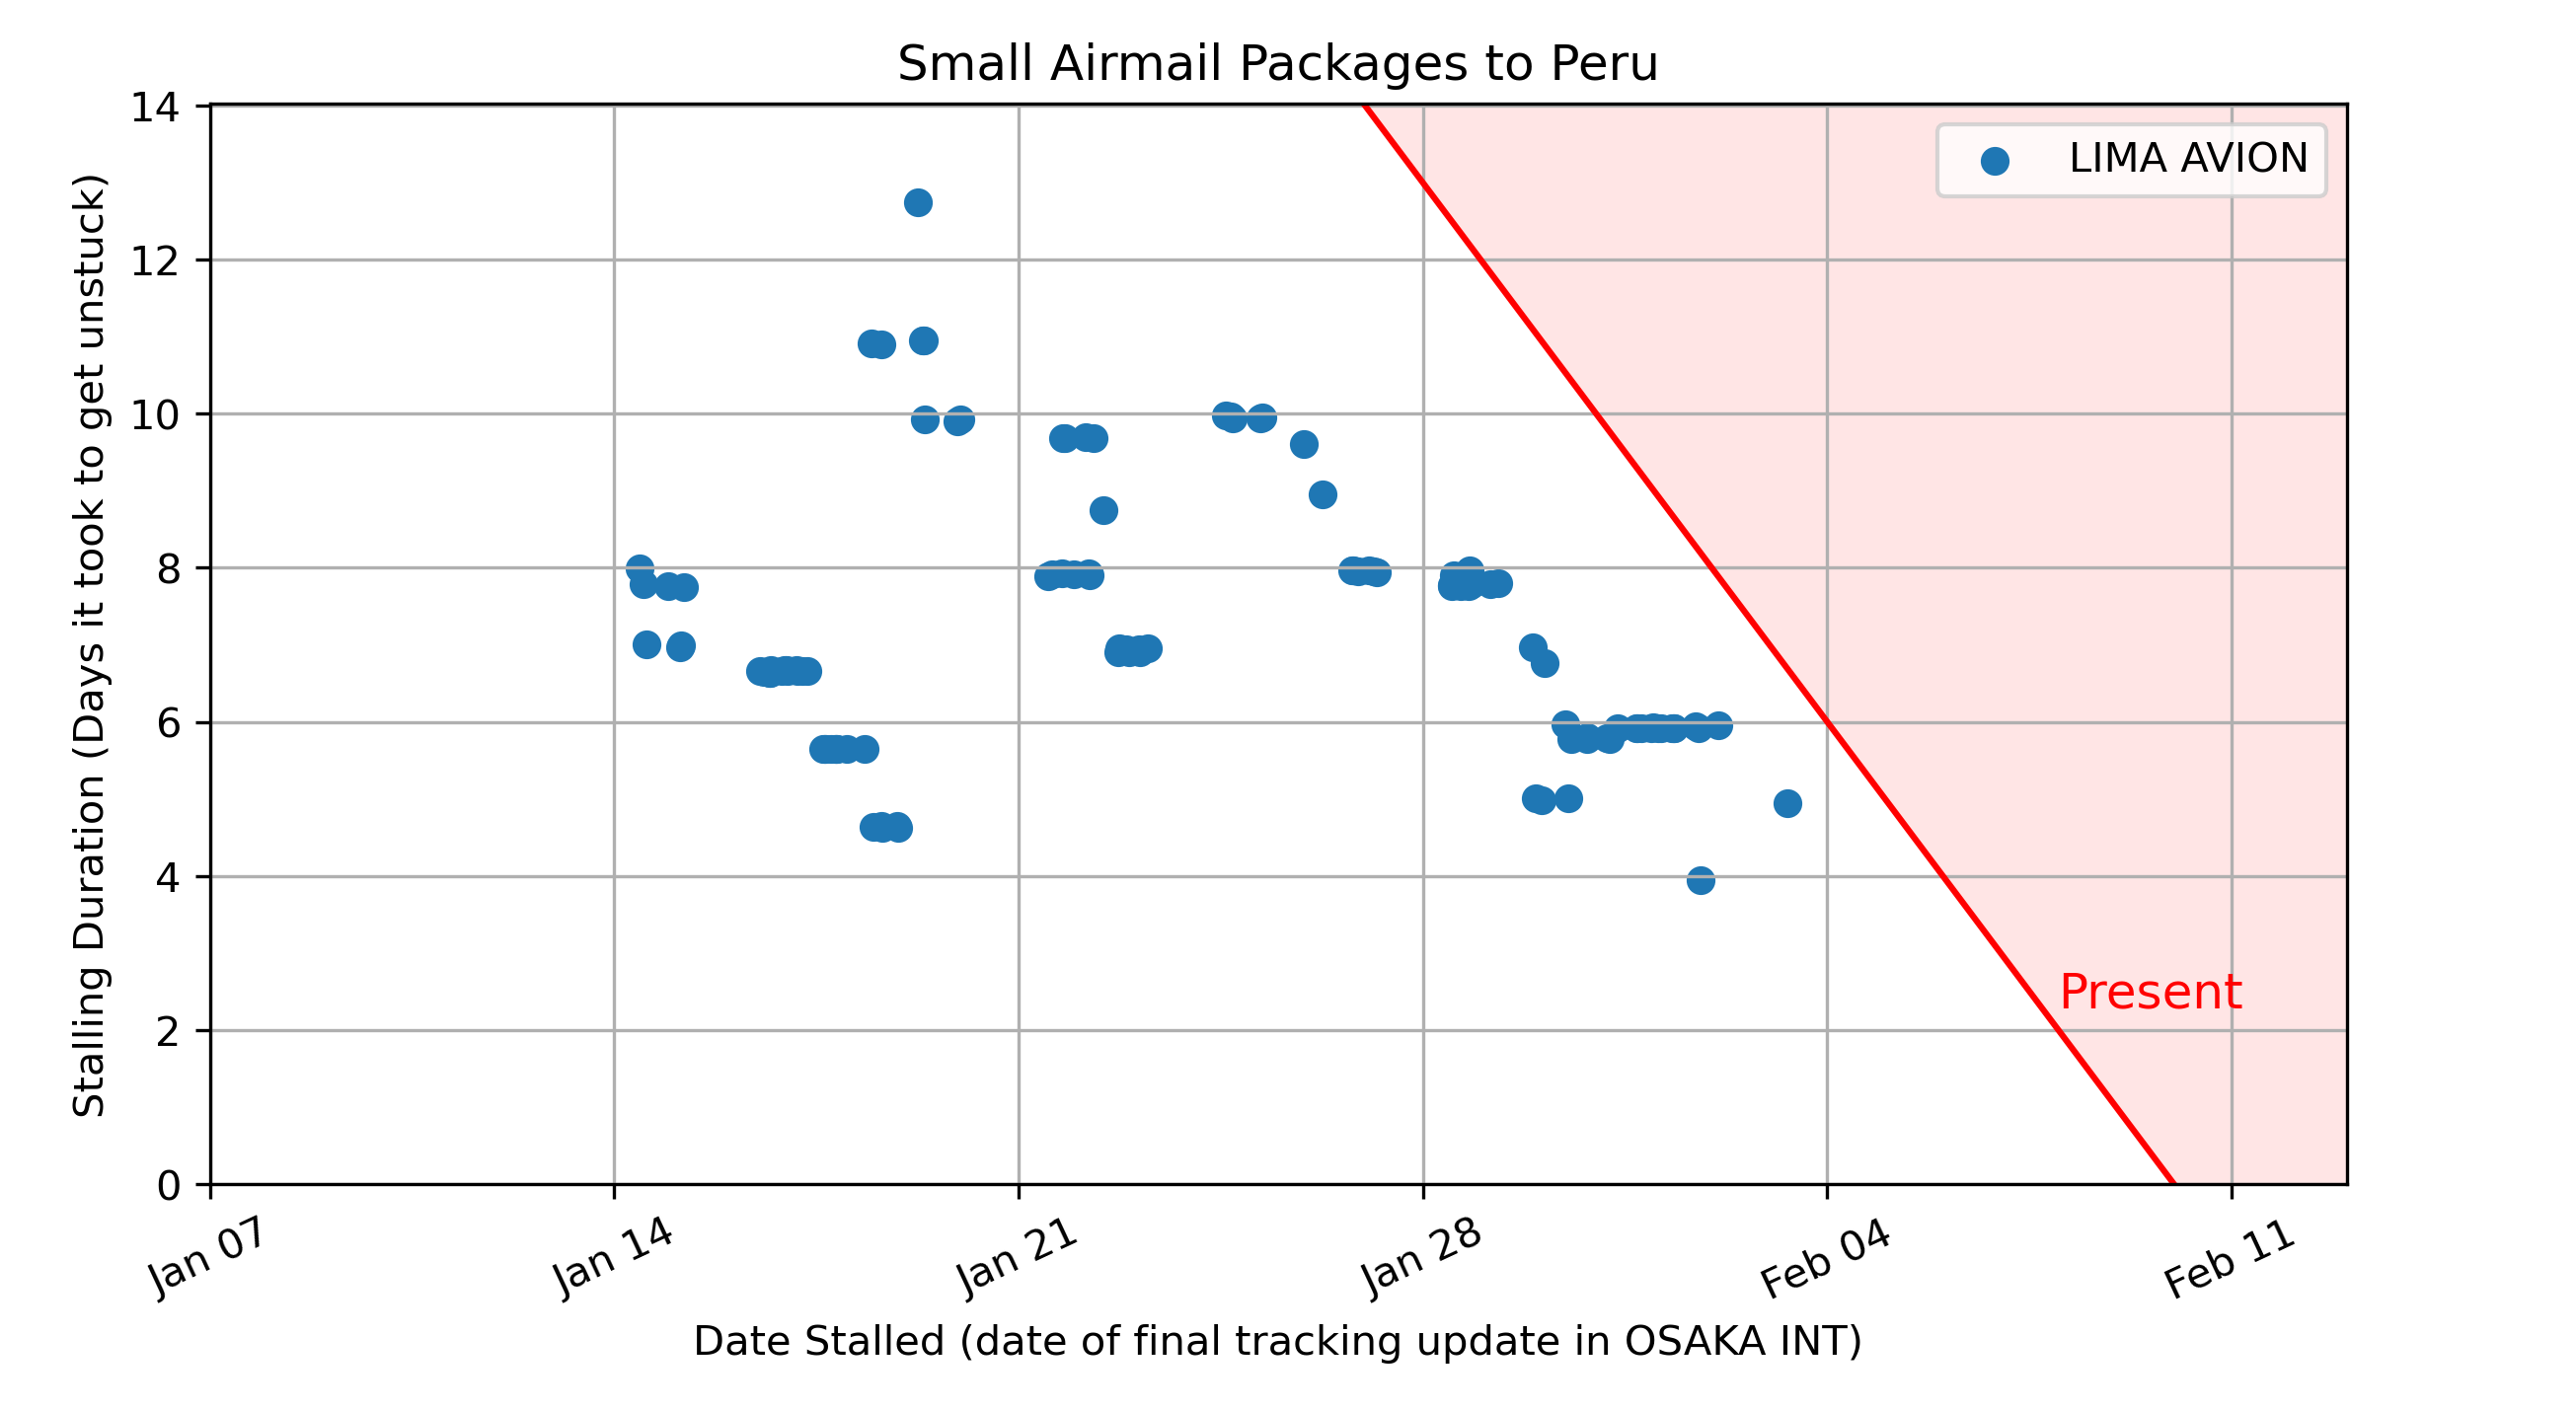 Small Airmail Packages to Peru
Stalling Duration (Days it took to get unstuck)
14
12
10
8
6
4
2
0
LIMA AVION
Present
Jan 07
Jan 14
Jan 21
Jan 28
Feb 04
Feb 11
Date Stalled (date of final tracking update in OSAKA INT)